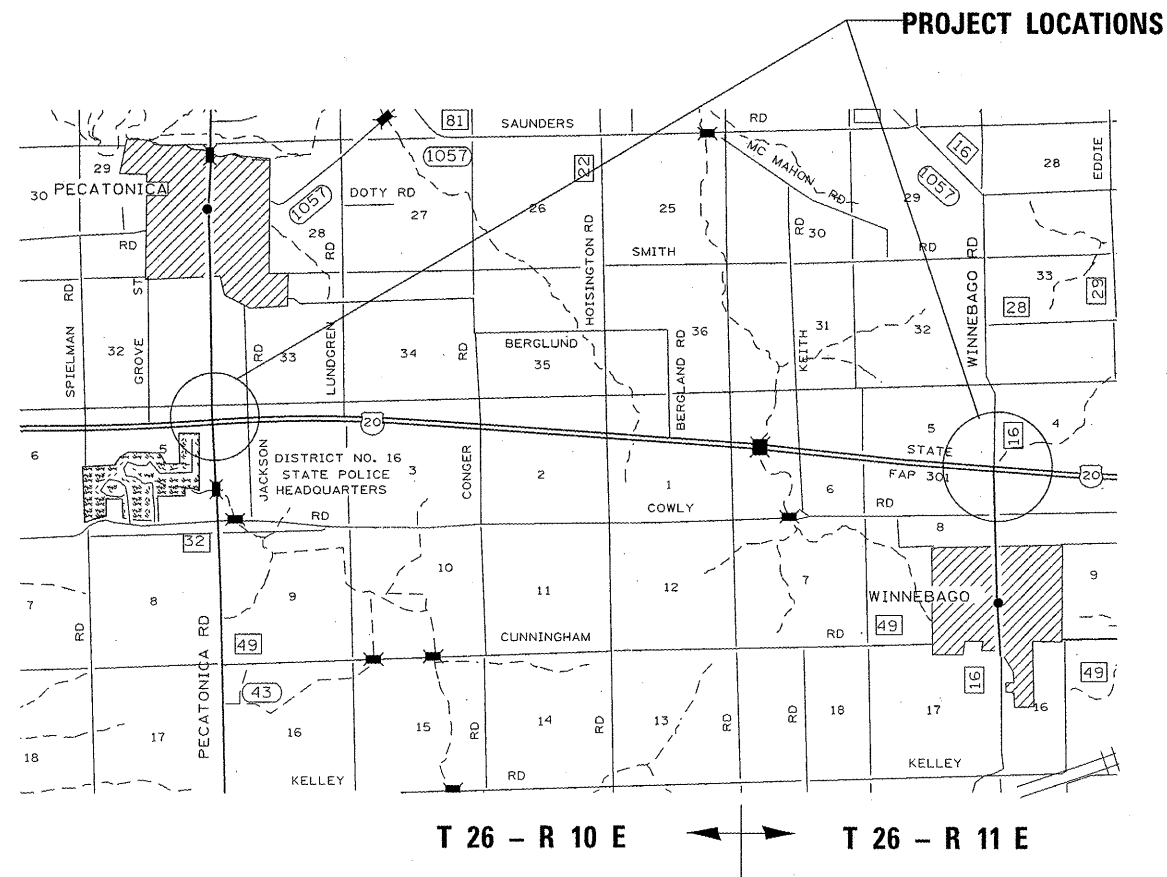 PROJECT LOCATIONS
81
SAUNDERS
RD
16
1057
22
MC MAHON RD
28
EDDIE
29
30
PECATONICA
1057
DOTY RD
27
26
25
1057
29
28
RD
HOISINGTON RD
RD
30
RD
SMITH
WINNEBAGO RD
33
29
28
SPIELMAN RD
GROVE ST
32
RD
33
LUNDGREN
34
RD
BERGLUND
35
BERGLAND RD
36
KEITH
31
32
20
5
STATE
16
4
6
5
JACKSON
DISTRICT NO. 16
STATE POLICE
HEADQUARTERS
3
CONGER
2
1
6
FAP 301
20
RD
COWLY
RD
8
32
7
8
9
10
11
12
7
WINNEBAGO
9
RD
PECATONICA RD
49
CUNNINGHAM
RD
49
43
16
49
18
17
16
15
RD
14
RD
13
RD
RD
18
17
16
KELLEY
RD
KELLEY
T 26 – R 10 E
T 26 – R 11 E